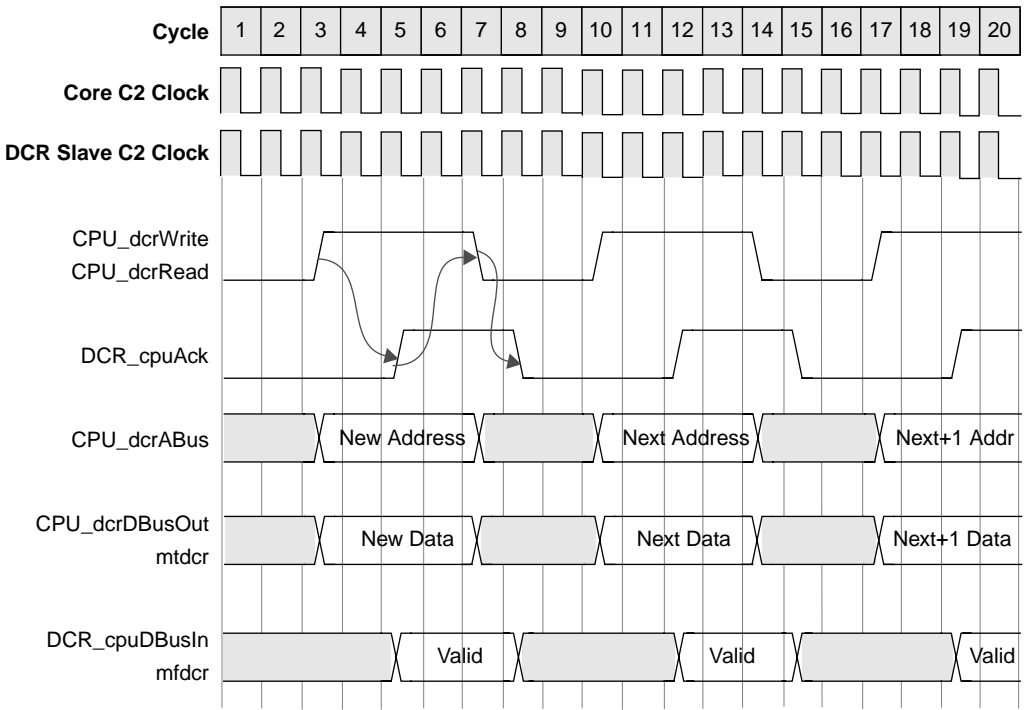 Cycle 1 2 3 4 5 6 7 8 9 10 11 12 13 14 15 16 17 18 19 20
Core C2 Clock
DCR Slave C2 Clock
CPU_dcrWrite
CPU_dcrRead
DCR_cpuAck
CPU_dcrABus New Address Next Address Next+1 Addr
CPU_dcrDBusOut
mtdcr
New Data Next Data Next+1 Data
DCR_cpuDBusIn
mfdcr
Valid Valid Valid